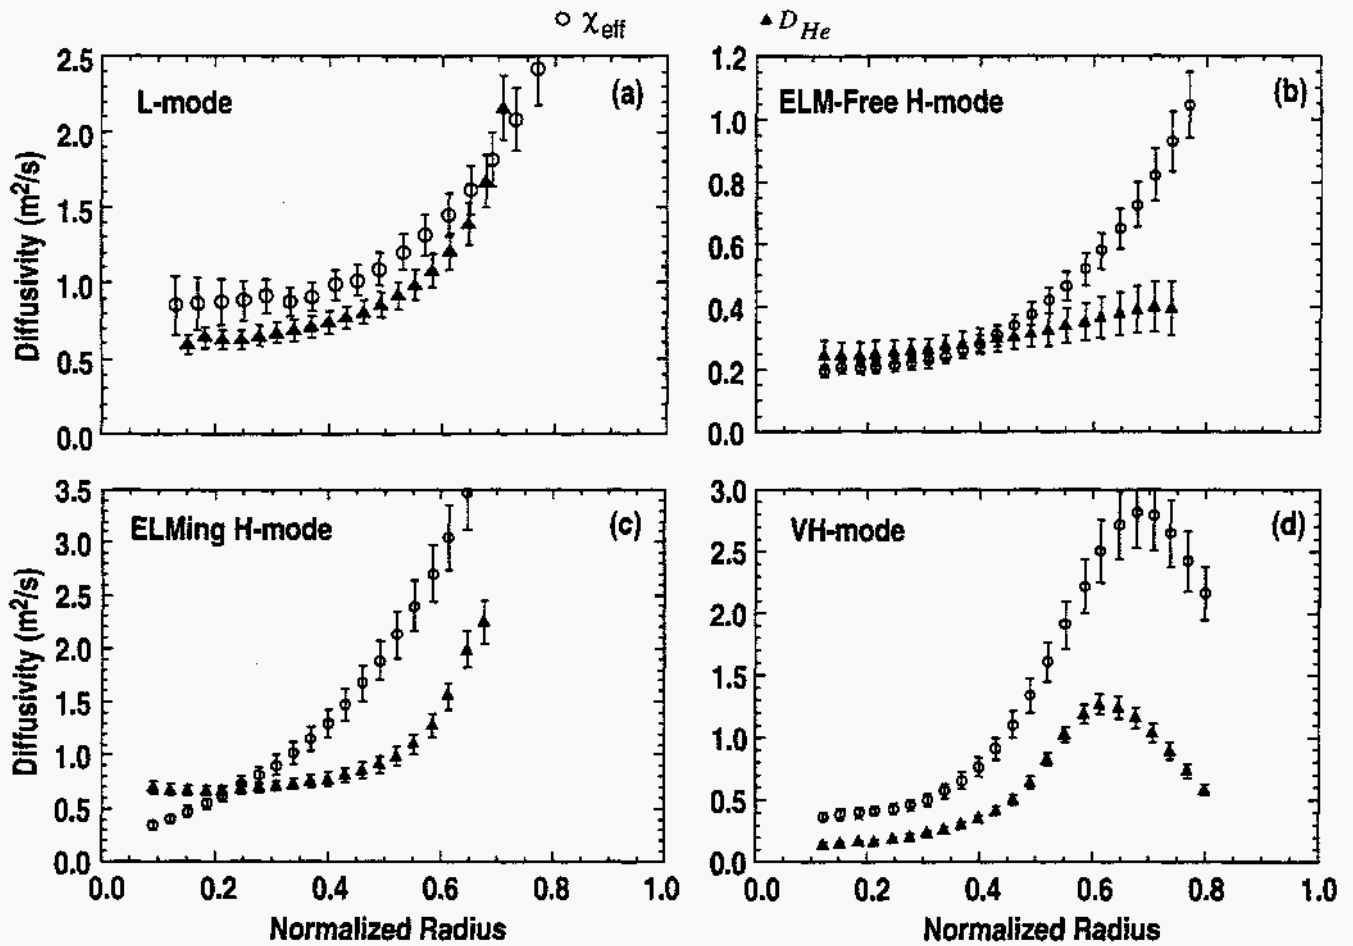 ○ χeff ▲ DHe
L-mode (a)
ELM-Free H-mode (b)
Diffusivity (m²/s)
2.5
2.0
1.5
1.0
0.5
0.0
1.2
1.0
0.8
0.6
0.4
0.2
0.0
ELMing H-mode (c)
VH-mode (d)
Diffusivity (m²/s)
3.5
3.0
2.5
2.0
1.5
1.0
0.5
0.0
3.0
2.5
2.0
1.5
1.0
0.5
0.0
0.0 0.2 0.4 0.6 0.8 1.0
0.0 0.2 0.4 0.6 0.8 1.0
Normalized Radius
Normalized Radius